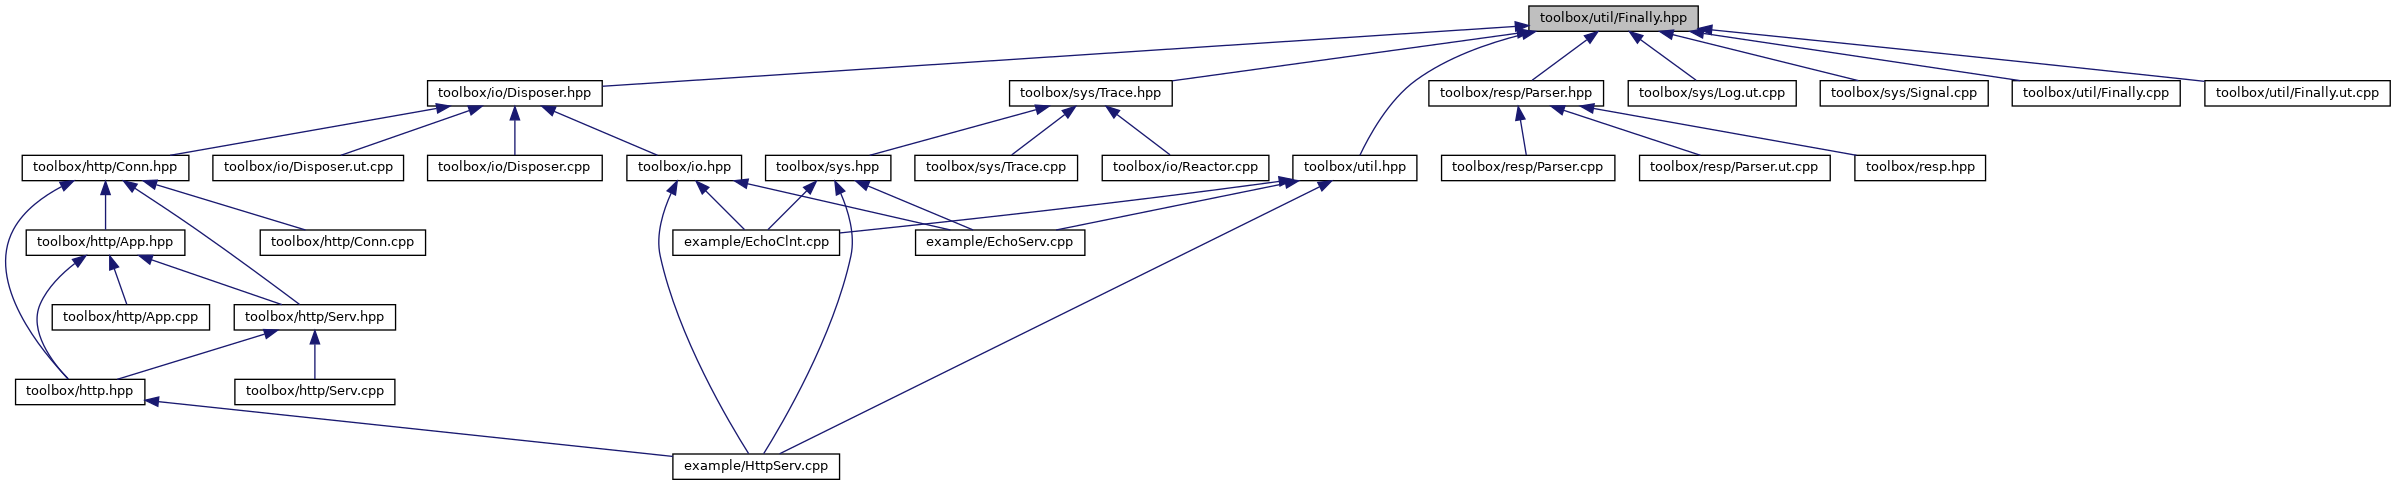 toolbox/util/Finally.hpp
toolbox/io/Disposer.hpp
toolbox/sys/Trace.hpp
toolbox/resp/Parser.hpp
toolbox/sys/Log.ut.cpp
toolbox/sys/Signal.cpp
toolbox/util/Finally.cpp
toolbox/util/Finally.ut.cpp
toolbox/http/Conn.hpp
toolbox/io/Disposer.ut.cpp
toolbox/io/Disposer.cpp
toolbox/io.hpp
toolbox/sys.hpp
toolbox/sys/Trace.cpp
toolbox/io/Reactor.cpp
toolbox/util.hpp
toolbox/resp/Parser.cpp
toolbox/resp/Parser.ut.cpp
toolbox/resp.hpp
toolbox/http/App.hpp
toolbox/http/Conn.cpp
example/EchoClnt.cpp
example/EchoServ.cpp
toolbox/http/App.cpp
toolbox/http/Serv.hpp
toolbox/http.hpp
toolbox/http/Serv.cpp
example/HttpServ.cpp